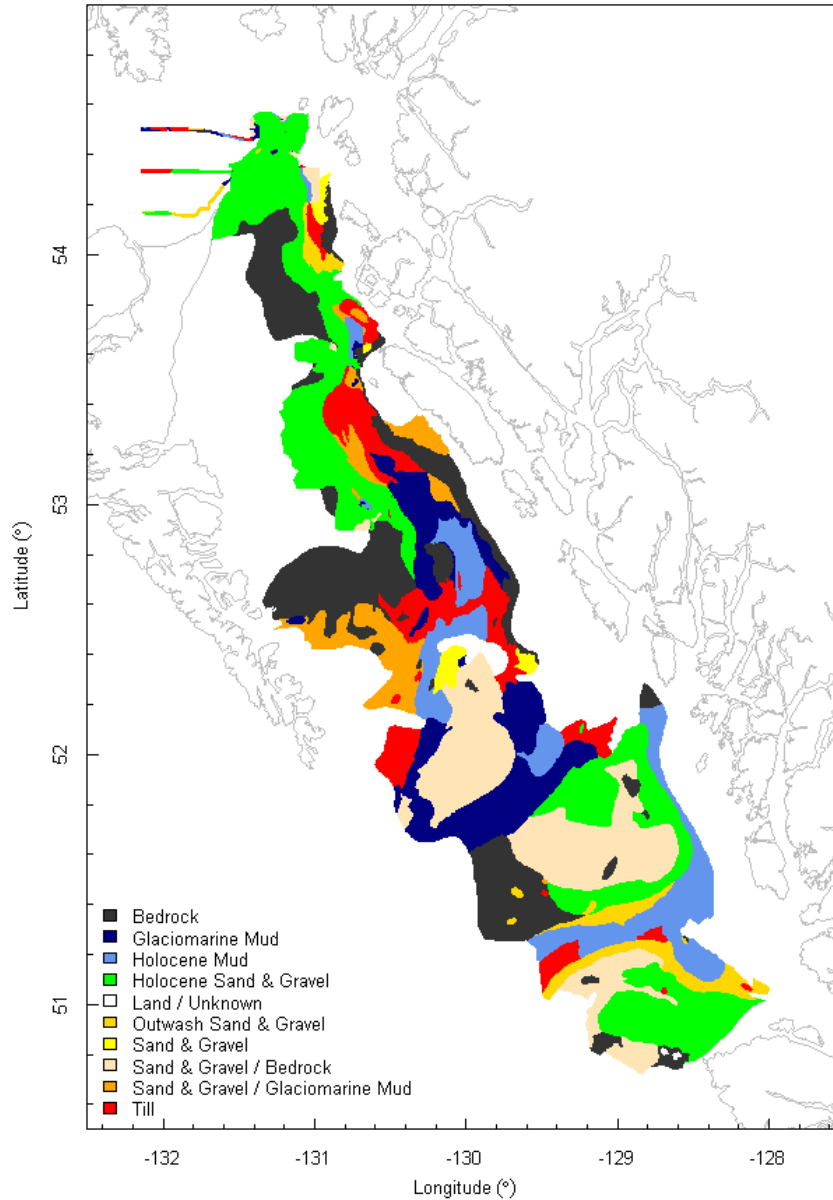 54
53
52
51
Latitude (°)
Bedrock
Glaciomarine Mud
Holocene Mud
Holocene Sand & Gravel
Land / Unknown
Outwash Sand & Gravel
Sand & Gravel
Sand & Gravel / Bedrock
Sand & Gravel / Glaciomarine Mud
Till
-132 -131 -130 -129 -128
Longitude (°)